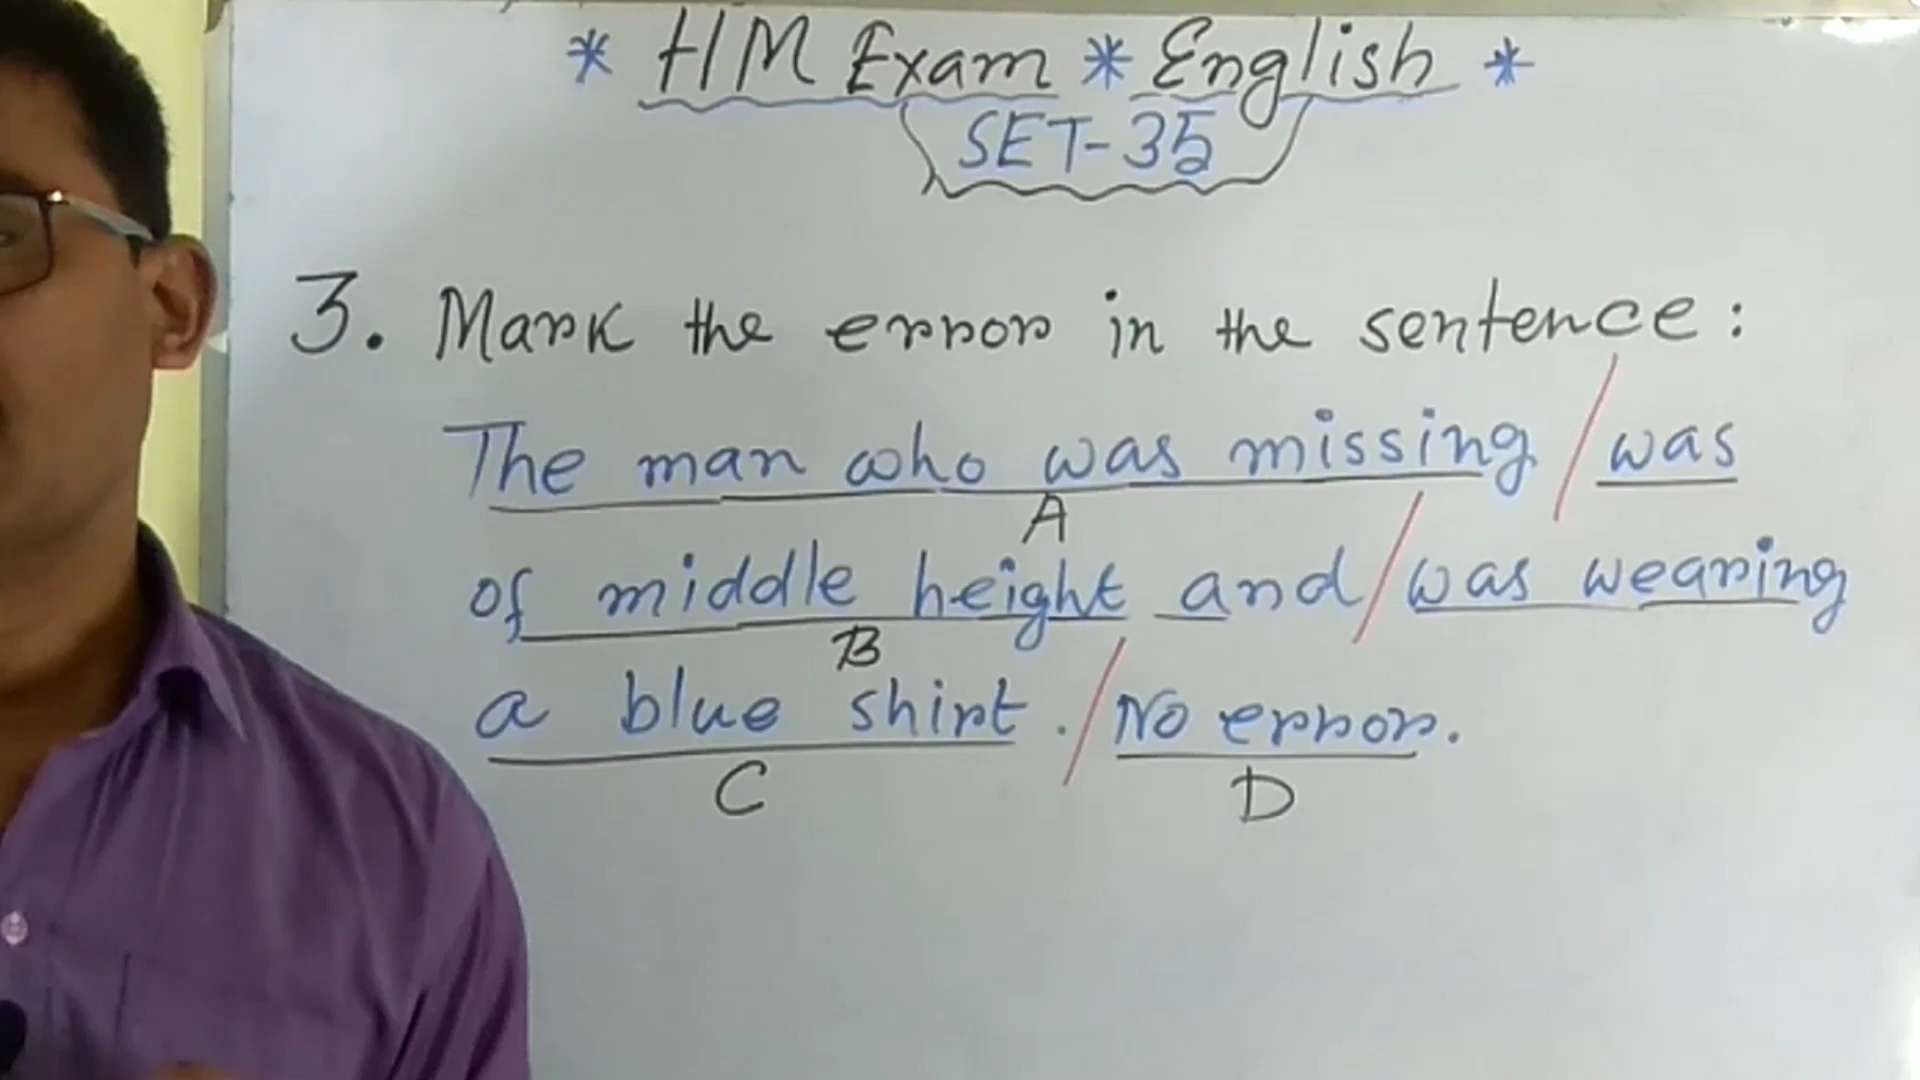 * HM Exam * English *
SET-35
3. Mark the error in the sentence:
The man who was missing / was
A
of middle height and / was wearing
B
a blue shirt. / No error.
C D